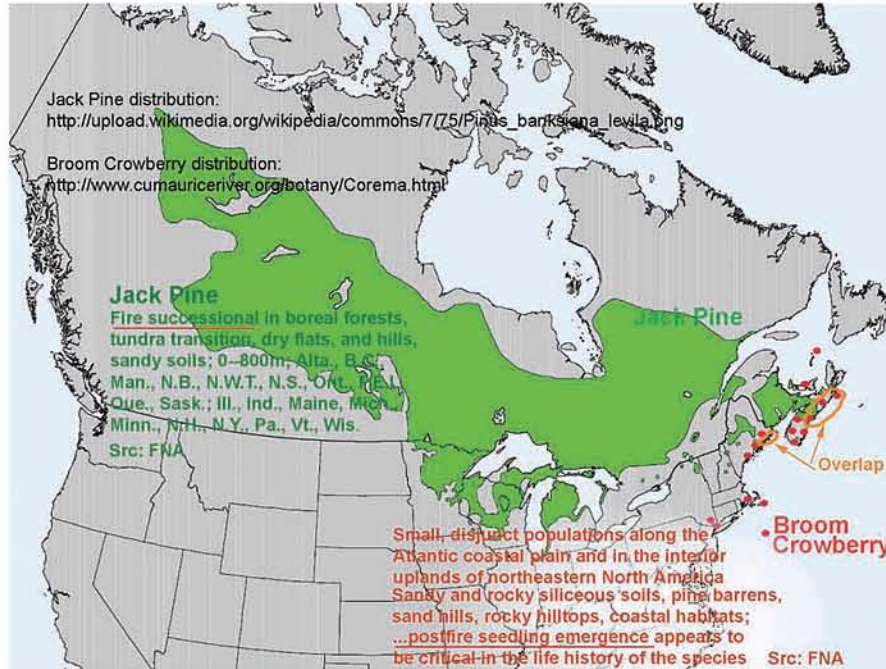 Jack Pine distribution:
http://upload.wikimedia.org/wikipedia/commons/7/75/Pinus_banksiana_levila.png
Broom Crowberry distribution:
http://www.cumauriceriver.org/botany/Corema.html
Jack Pine
Fire successional in boreal forests,
tundra transition, dry flats, and hills,
sandy soils; 0--800m; Alta., B.C.,
Man., N.B., N.W.T., N.S., Ont., P.E.I.,
Que., Sask.; Ill., Ind., Maine, Mich.,
Minn., N.H., N.Y., Pa., Vt., Wis.
Src: FNA
Jack Pine
Overlap
Broom
Crowberry
Small, disjunct populations along the
Atlantic coastal plain and in the interior
uplands of northeastern North America
Sandy and rocky siliceous soils, pine barrens,
sand hills, rocky hilltops, coastal habitats;
...postfire seedling emergence appears to
be critical in the life history of the species Src: FNA